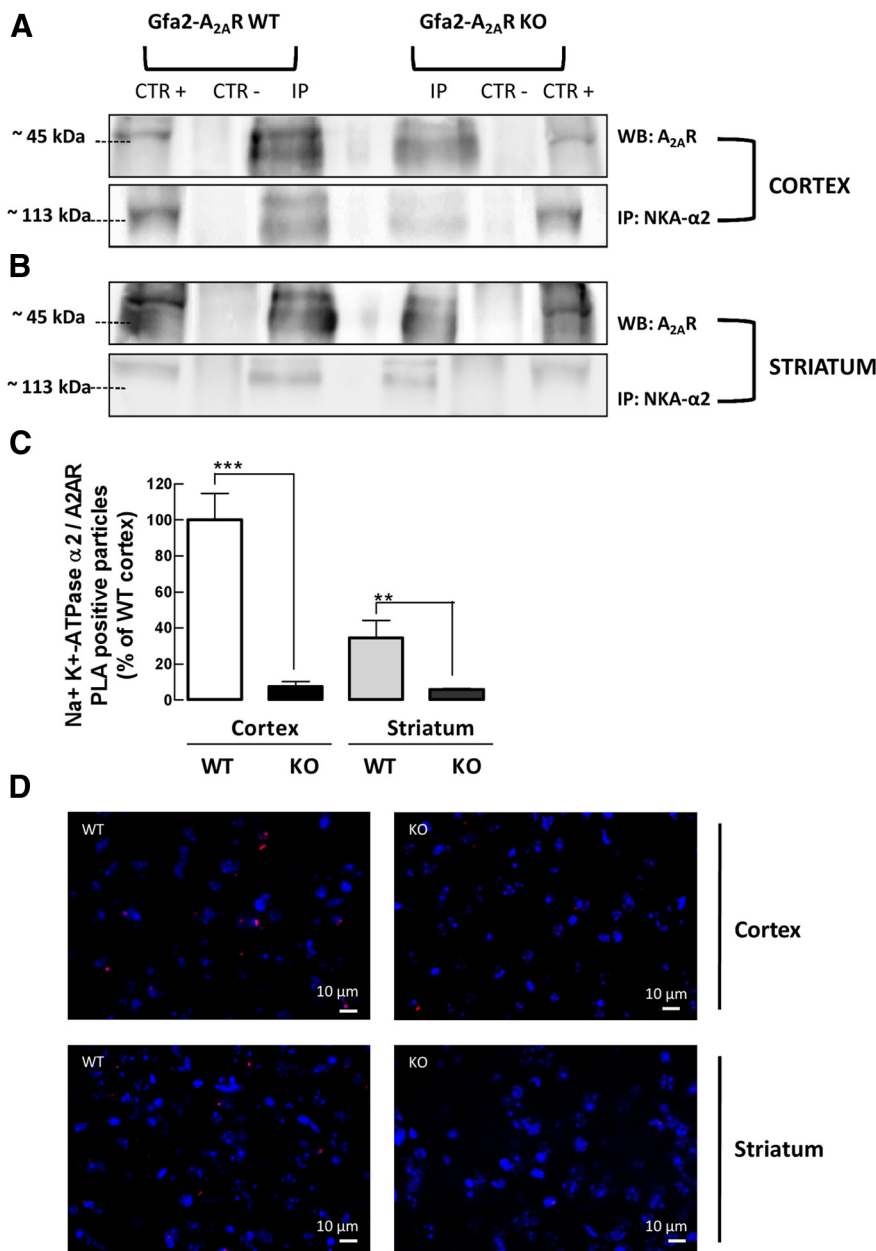 A
Gfa2-A2AR WT Gfa2-A2AR KO
CTR + CTR - IP IP CTR - CTR +
~ 45 kDa WB: A2AR
CORTEX
~ 113 kDa IP: NKA-α2
B
~ 45 kDa WB: A2AR
STRIATUM
~ 113 kDa IP: NKA-α2
C
Na+ K+-ATPase α2 / A2AR
PLA positive particles
(% of WT cortex)
120
100
80
60
40
20
0
***
**
Cortex Striatum
WT KO WT KO
D
WT KO
Cortex
10 µm 10 µm
WT KO
Striatum
10 µm 10 µm